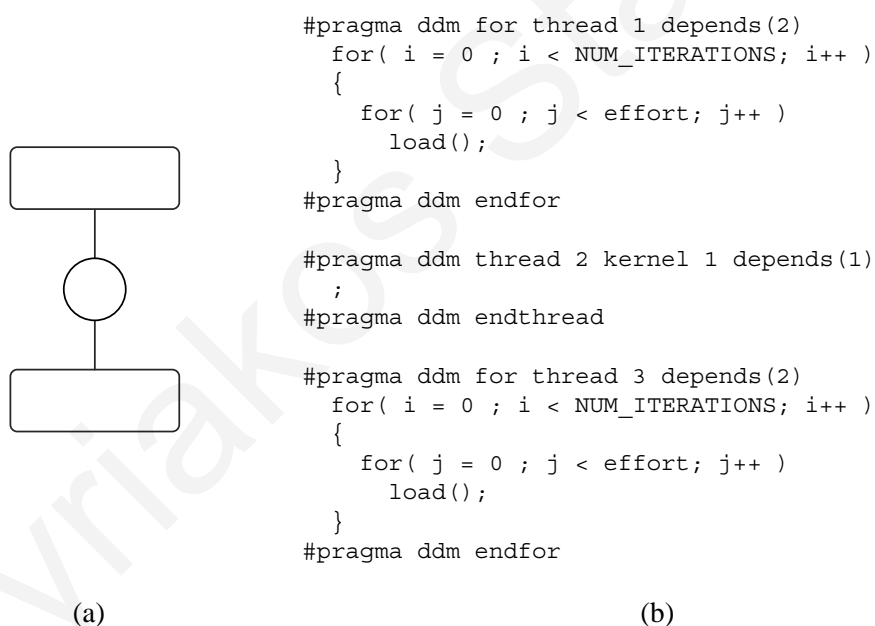 #pragma ddm for thread 1 depends(2)
for( i = 0 ; i < NUM_ITERATIONS; i++ )
{
for( j = 0 ; j < effort; j++ )
load();
}
#pragma ddm endfor
#pragma ddm thread 2 kernel 1 depends(1)
;
#pragma ddm endthread
#pragma ddm for thread 3 depends(2)
for( i = 0 ; i < NUM_ITERATIONS; i++ )
{
for( j = 0 ; j < effort; j++ )
load();
}
#pragma ddm endfor
(a)
(b)